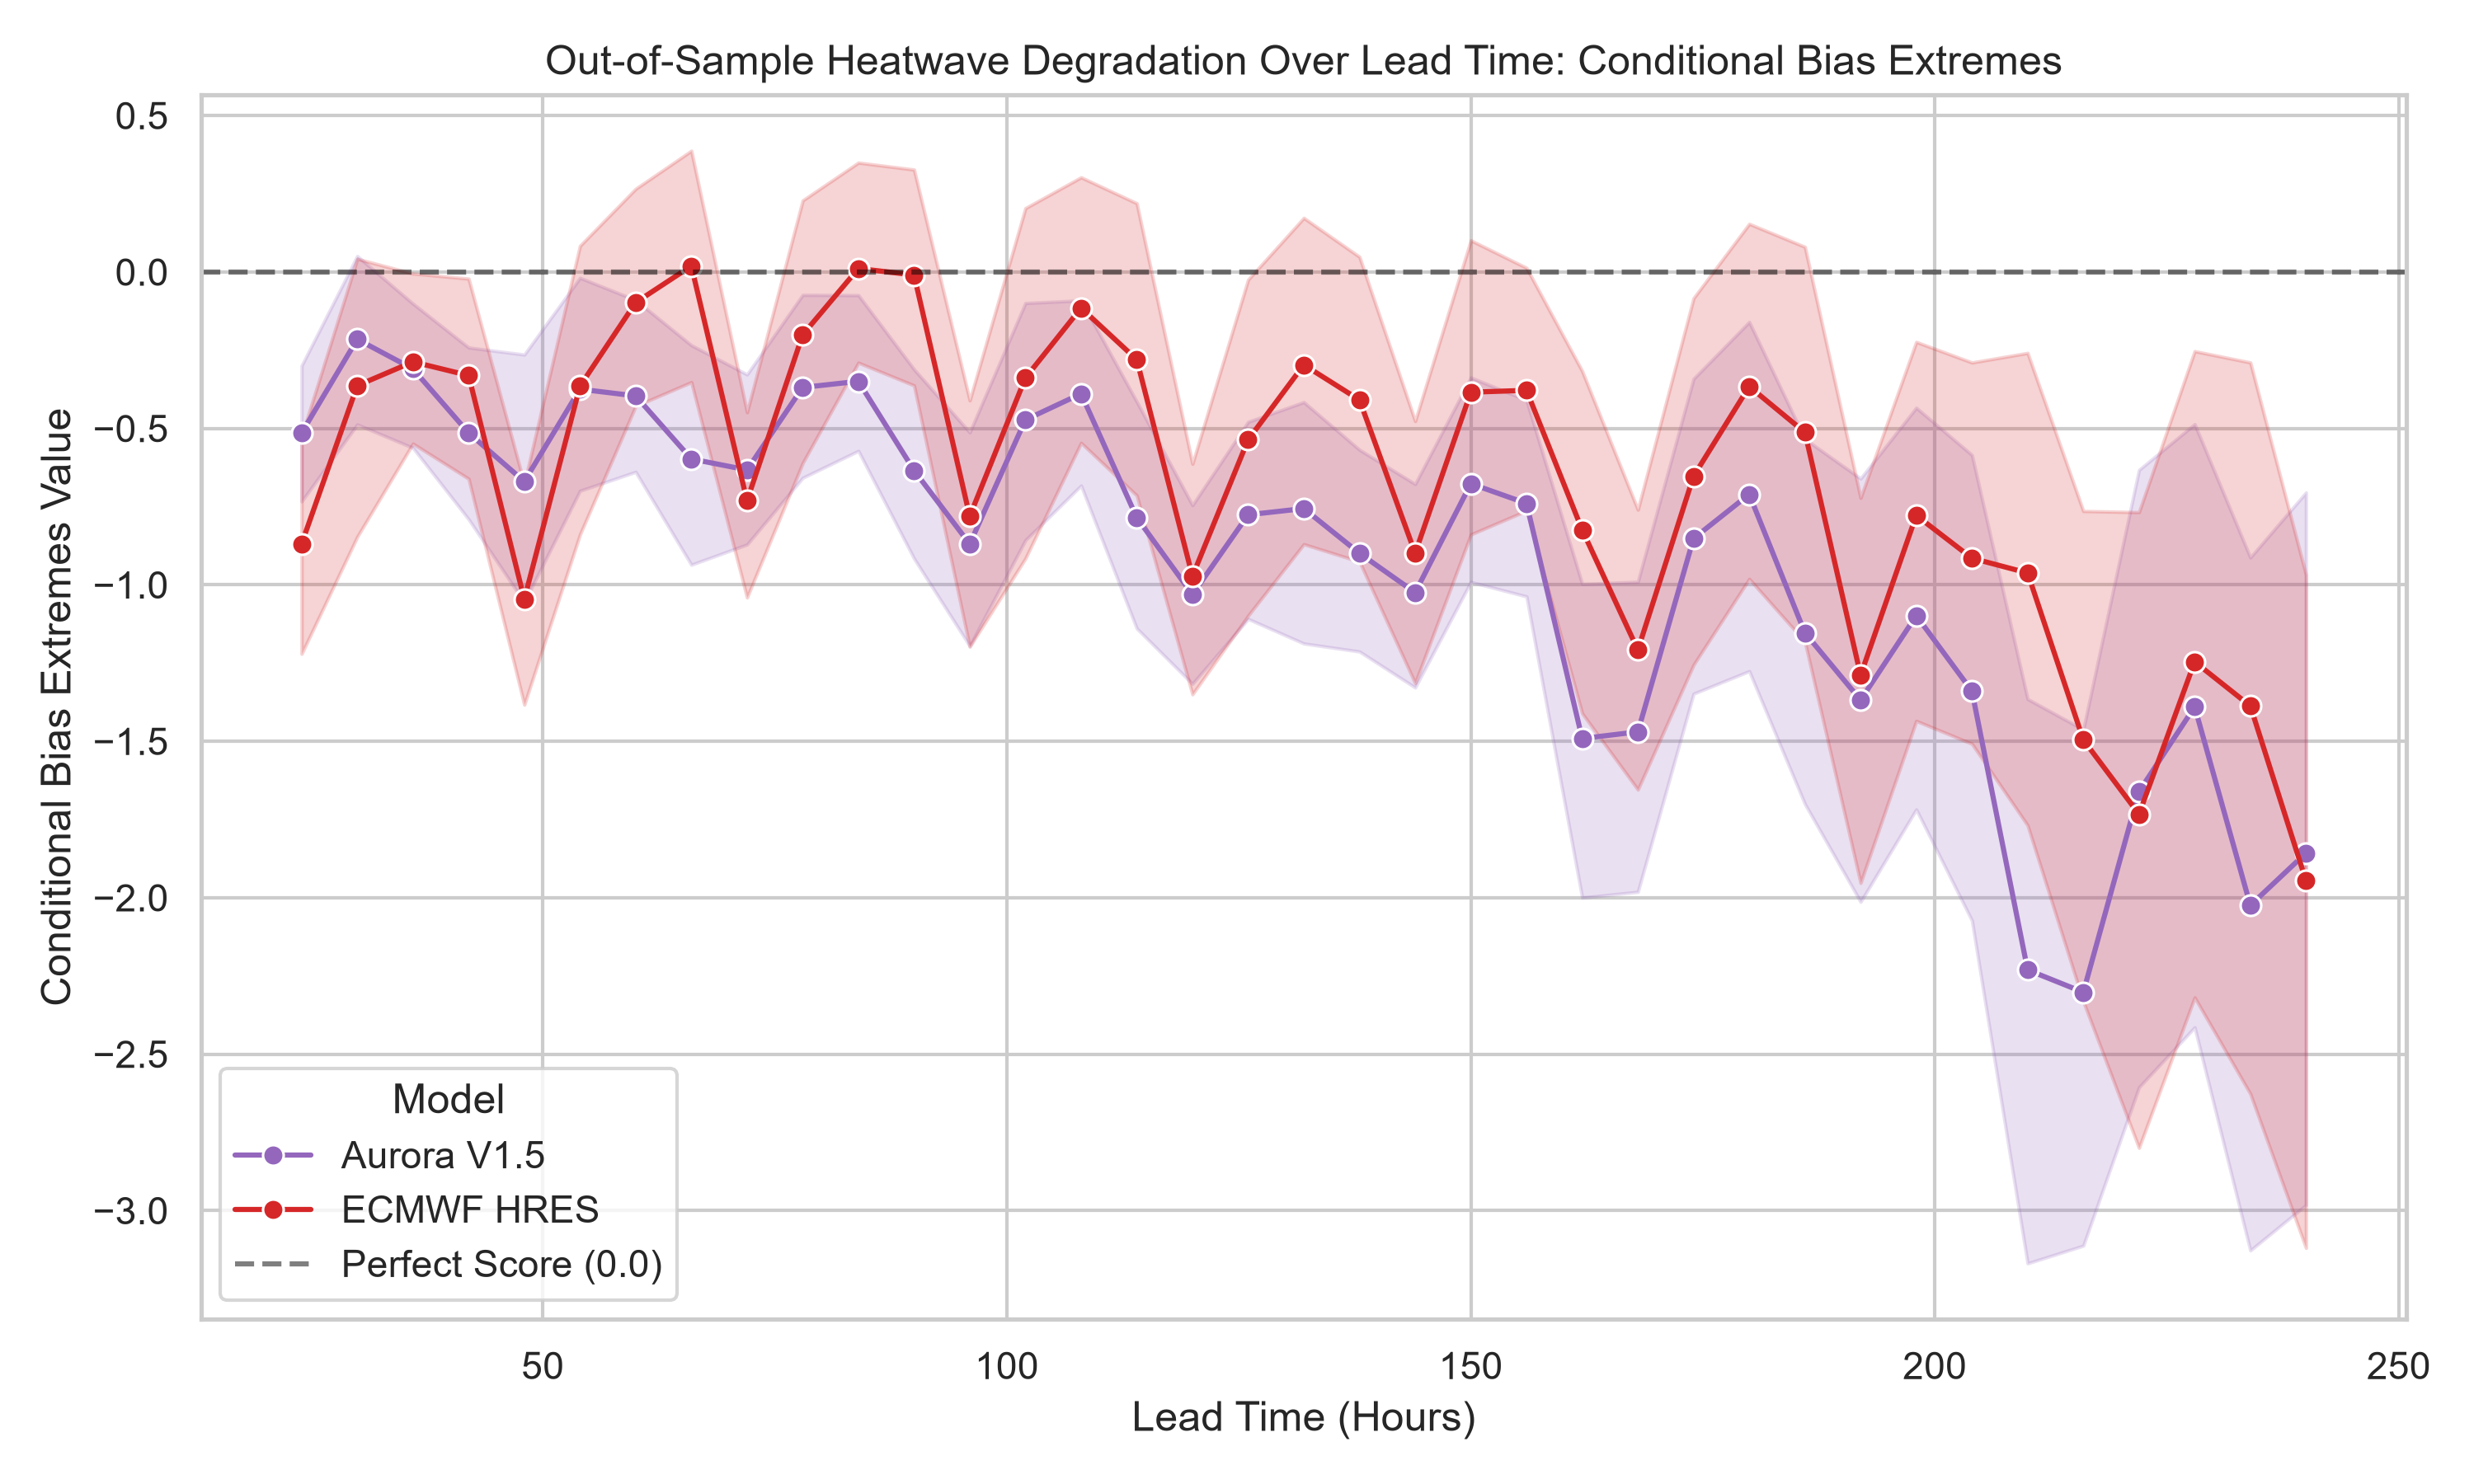 Out-of-Sample Heatwave Degradation Over Lead Time: Conditional Bias Extremes
Conditional Bias Extremes Value
0.5
0.0
−0.5
−1.0
−1.5
−2.0
−2.5
−3.0
Model
Aurora V1.5
ECMWF HRES
Perfect Score (0.0)
50
100
150
200
250
Lead Time (Hours)